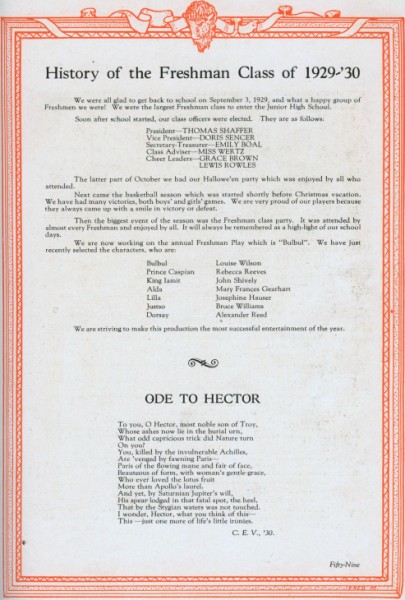 History of the Freshman Class of 1929-'30
We were all glad to get back to school on September 3, 1929, and what a happy group of
Freshmen we were! We were the largest Freshman class to enter the Junior High School.
Soon after school started, our class officers were elected. They are as follows:
President—THOMAS SHAFFER
Vice President—DORIS SENCER
Secretary-Treasurer—EMILY BOAL
Class Adviser—MISS WERTZ
Cheer Leaders—GRACE BROWN
LEWIS ROWLES
The latter part of October we had our Hallowe'en party which was enjoyed by all who
attended.
Next came the basketball season which was started shortly before Christmas vacation.
We have had many victories, both boys' and girls' games. We are very proud of our players because
they always came up with a smile in victory or defeat.
Then the biggest event of the season was the Freshman class party. It was attended by
almost every Freshman and enjoyed by all. It will always be remembered as a high-light of our school
days.
We are now working on the annual Freshman Play which is "Bulbul". We have just
recently selected the characters, who are:
Bulbul Louise Wilson
Prince Caspian Rebecca Reeves
King Jamit John Shively
Alda Mary Frances Gearhart
Lilla Josephine Hauser
Justso Bruce Williams
Dorsay Alexander Reed
We are striving to make this production the most successful entertainment of the year.
ODE TO HECTOR
To you, O Hector, most noble son of Troy,
Whose ashes now lie in the burial urn,
What odd capricious trick did Nature turn
On you?
You, killed by the invulnerable Achilles,
Are 'venged by fawning Paris—
Paris of the flowing mane and fair of face,
Beauteous of form, with woman's gentle grace,
Who ever loved the lotus fruit
More than Apollo's laurel,
And yet, by Saturnian Jupiter's will,
His spear lodged in that fatal spot, the heel,
That by the Stygian waters was not touched.
I wonder, Hector, what you think of this—
This —just one more of life's little ironies.
C. E. V., '30.
Fifty-Nine